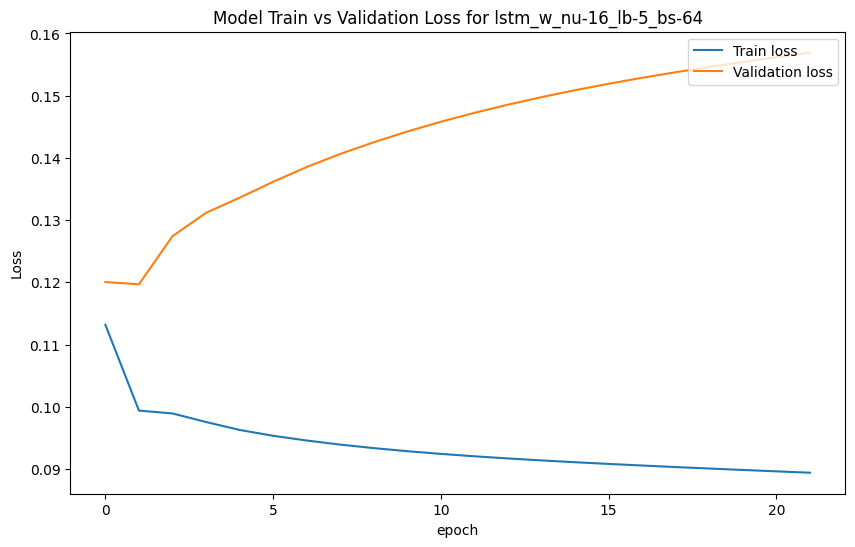 Model Train vs Validation Loss for lstm_w_nu-16_lb-5_bs-64
0.16
0.15
0.14
0.13
0.12
0.11
0.10
0.09
Loss
Train loss
Validation loss
0 5 10 15 20
epoch